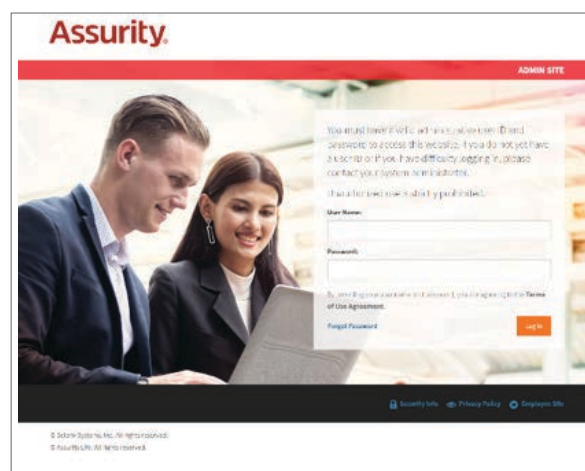 Assurity®
ADMIN SITE
You must have a valid administrative user ID and
password to access this website. If you do not yet have
a user ID or if you have difficulty logging in, please
contact your system administrator.
Unauthorized use is strictly prohibited.
User Name:
Password:
By entering your username and password, you're agreeing to the Terms
of Use Agreement.
Forgot Password
Log In
Security Info
Privacy Policy
Employee Site
© Selerix Systems, Inc. All rights reserved.
© Assurity Life. All rights reserved.